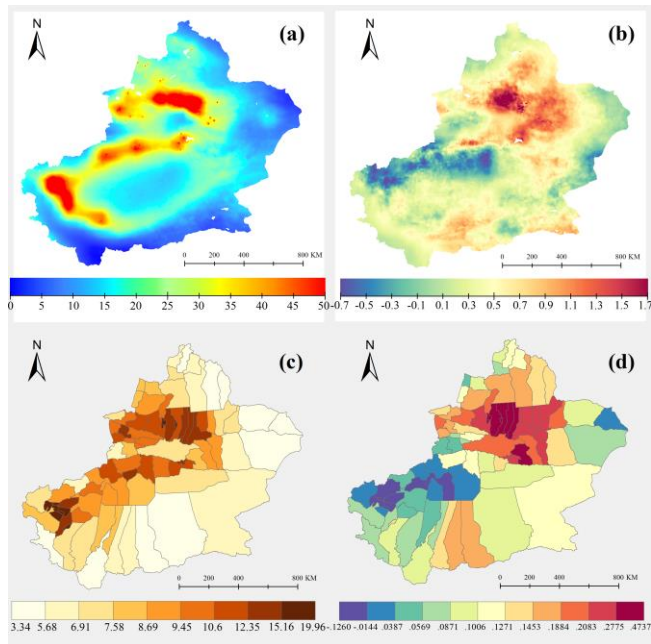 N
(a)
0 200 400 800 KM
0 5 10 15 20 25 30 35 40 45 50
N
(b)
0 200 400 800 KM
-0.7 -0.5 -0.3 -0.1 0.1 0.3 0.5 0.7 0.9 1.1 1.3 1.5 1.7
N
(c)
0 200 400 800 KM
3.34 5.68 6.91 7.58 8.69 9.45 10.6 12.35 15.16 19.96
N
(d)
0 200 400 800 KM
-.1260 -.0144 .0387 .0569 .0871 .1006 .1271 .1453 .1884 .2083 .2775 .4737